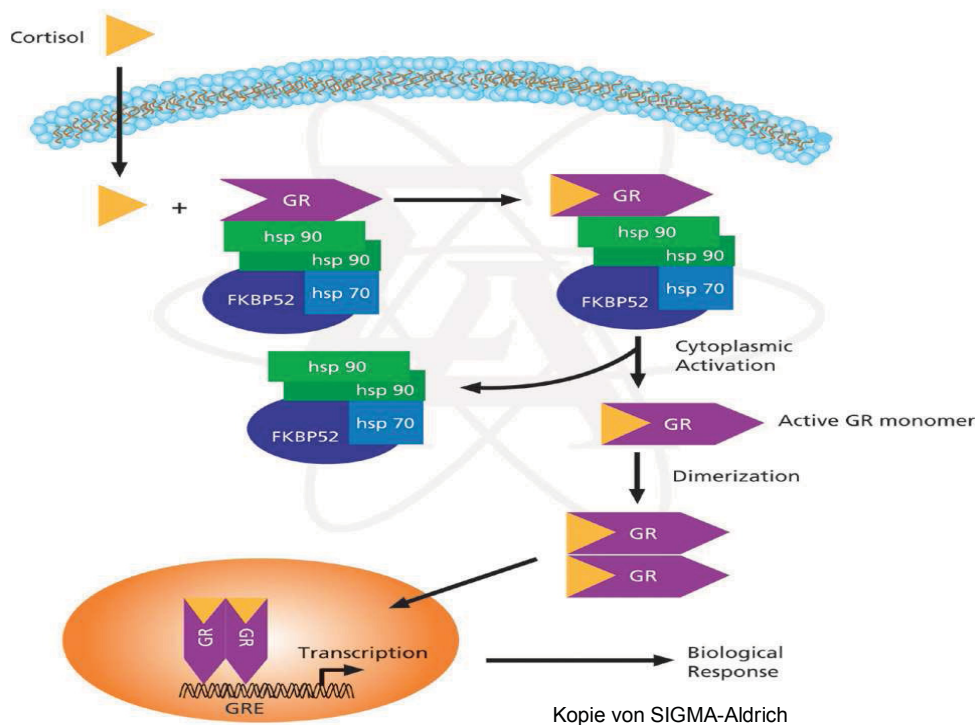 Cortisol
+
GR
GR
hsp 90
hsp 90
hsp 90
hsp 90
FKBP52
hsp 70
FKBP52
hsp 70
Cytoplasmic
Activation
hsp 90
hsp 90
FKBP52
hsp 70
GR
Active GR monomer
Dimerization
GR
GR
GR
GR
Transcription
GRE
Biological
Response
Kopie von SIGMA-Aldrich